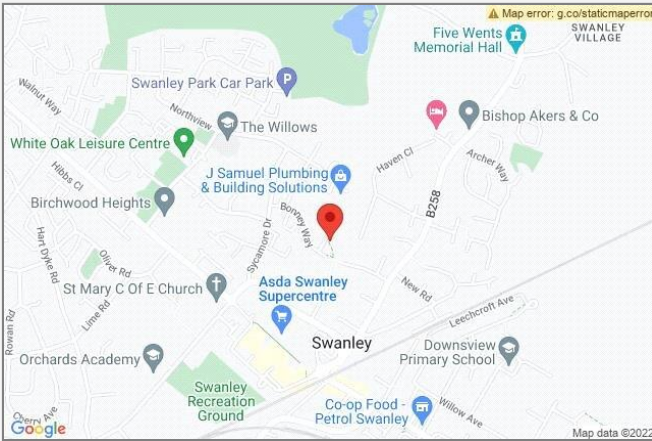 Map error: g.co/staticmaperror
Five Wents
Memorial Hall
SWANLEY
VILLAGE
Swanley Park Car Park
P
Walnut Way
Northview
The Willows
Bishop Akers & Co
White Oak Leisure Centre
Haven Cl
Archer Way
Hibbs Cl
J Samuel Plumbing
& Building Solutions
Birchwood Heights
B258
Bonney Way
Hart Dyke Rd
Sycamore Dr
Oliver Rd
St Mary C Of E Church
Asda Swanley
Supercentre
New Rd
Lime Rd
Leechcroft Ave
Rowan Rd
Swanley
Orchards Academy
Downsview
Primary School
Swanley
Recreation
Ground
Willow Ave
Co-op Food -
Petrol Swanley
Cherry Ave
Google
Map data ©2022